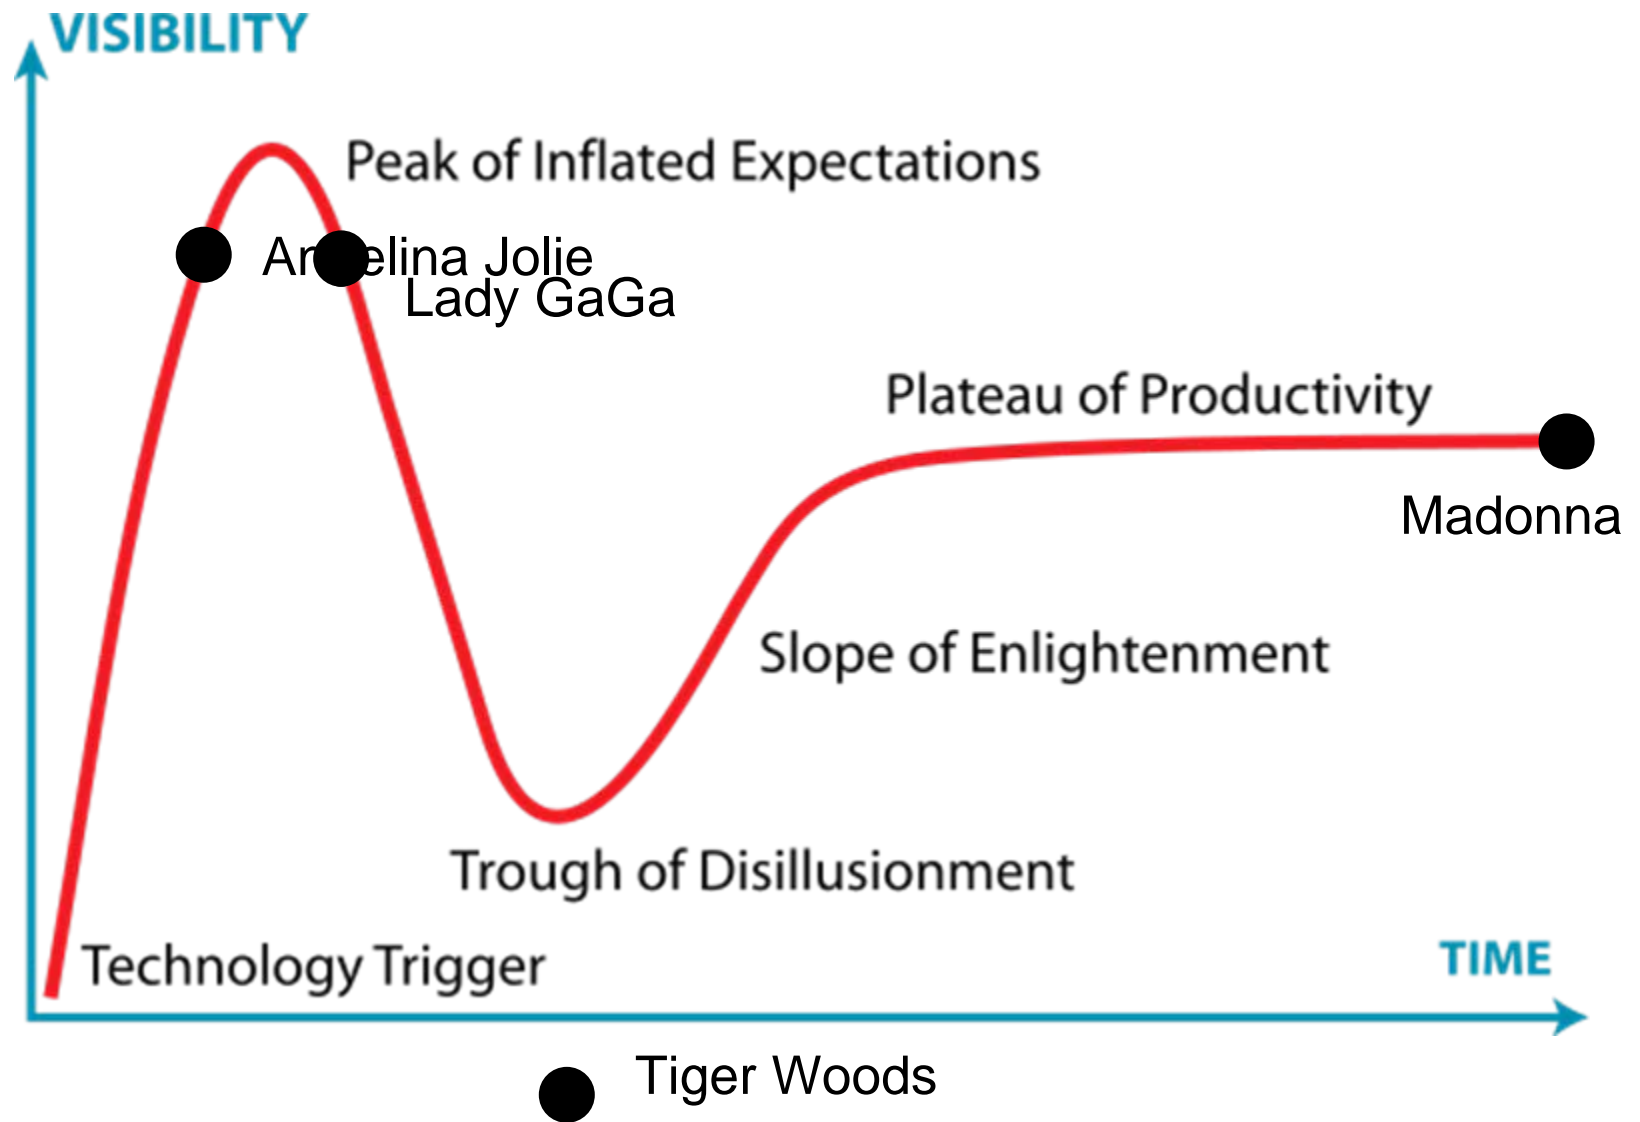 VISIBILITY
Peak of Inflated Expectations
Angelina Jolie
Lady GaGa
Plateau of Productivity
Madonna
Slope of Enlightenment
Trough of Disillusionment
Technology Trigger
TIME
Tiger Woods